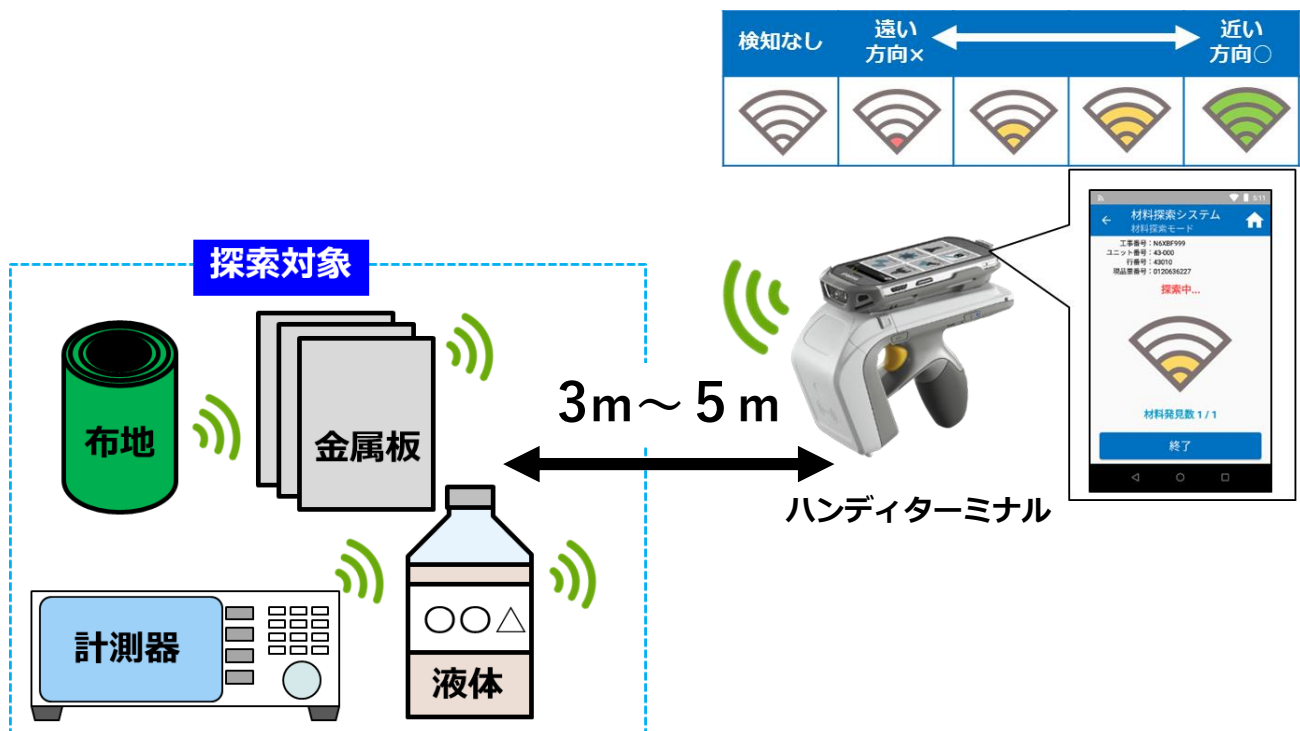 検知なし
遠い
方向×
近い
方向○
5:11
材料探索システム
材料探索モード
工事番号：N6XBF999
ユニット番号：43-000
行番号：43010
現品票番号：0120636227
探索中...
材料発見数 1 / 1
終了
探索対象
布地
金属板
3m～５m
ハンディターミナル
計測器
○○△
液体